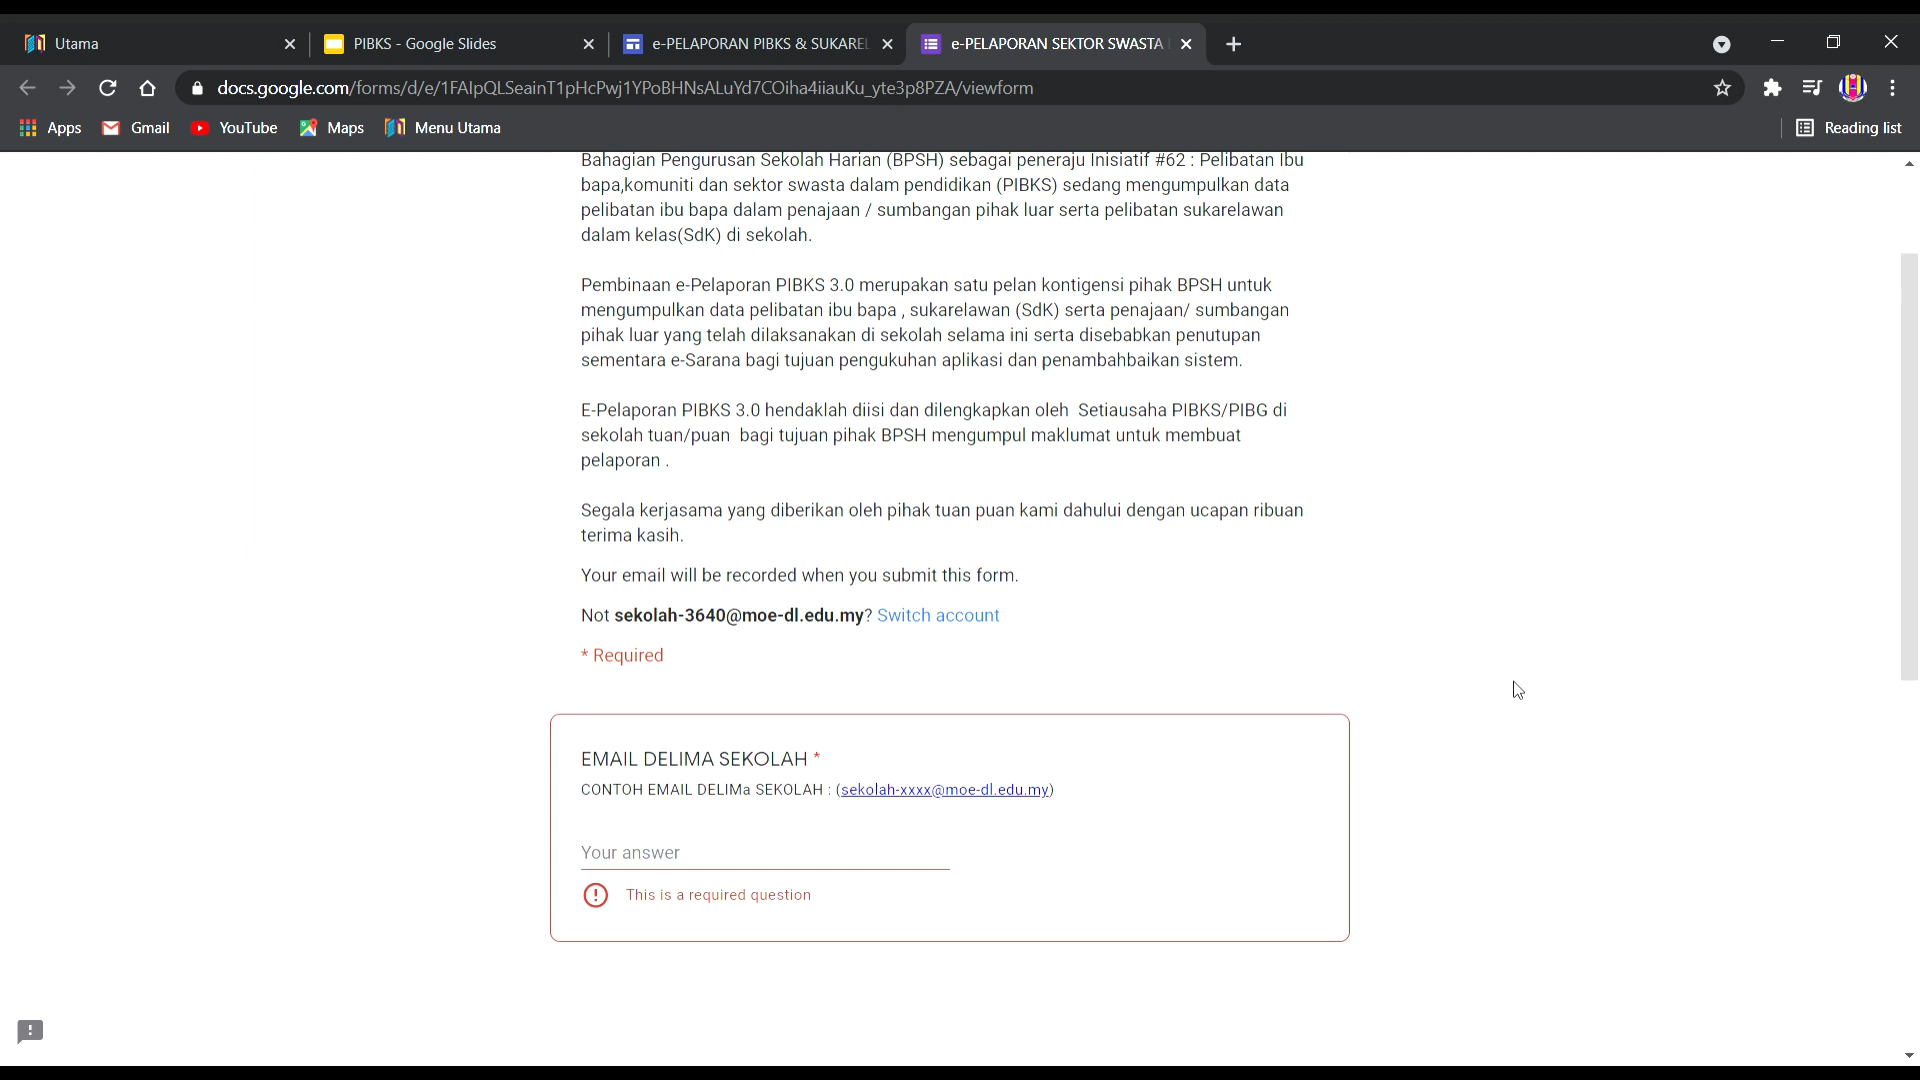 Utama
PIBKS - Google Slides
e-PELAPORAN PIBKS & SUKAREL
e-PELAPORAN SEKTOR SWASTA
docs.google.com/forms/d/e/1FAIpQLSeainT1pHcPwj1YPoBHNsALuYd7COiha4iiauKu_yte3p8PZA/viewform
Apps
Gmail
YouTube
Maps
Menu Utama
Reading list
Bahagian Pengurusan Sekolah Harian (BPSH) sebagai peneraju Inisiatif #62 : Pelibatan Ibu
bapa,komuniti dan sektor swasta dalam pendidikan (PIBKS) sedang mengumpulkan data
pelibatan ibu bapa dalam penajaan / sumbangan pihak luar serta pelibatan sukarelawan
dalam kelas(SdK) di sekolah.
Pembinaan e-Pelaporan PIBKS 3.0 merupakan satu pelan kontigensi pihak BPSH untuk
mengumpulkan data pelibatan ibu bapa , sukarelawan (SdK) serta penajaan/ sumbangan
pihak luar yang telah dilaksanakan di sekolah selama ini serta disebabkan penutupan
sementara e-Sarana bagi tujuan pengukuhan aplikasi dan penambahbaikan sistem.
E-Pelaporan PIBKS 3.0 hendaklah diisi dan dilengkapkan oleh Setiausaha PIBKS/PIBG di
sekolah tuan/puan bagi tujuan pihak BPSH mengumpul maklumat untuk membuat
pelaporan .
Segala kerjasama yang diberikan oleh pihak tuan puan kami dahului dengan ucapan ribuan
terima kasih.
Your email will be recorded when you submit this form.
Not sekolah-3640@moe-dl.edu.my? Switch account
* Required
EMAIL DELIMA SEKOLAH *
CONTOH EMAIL DELIMa SEKOLAH : (sekolah-xxxx@moe-dl.edu.my)
Your answer
This is a required question